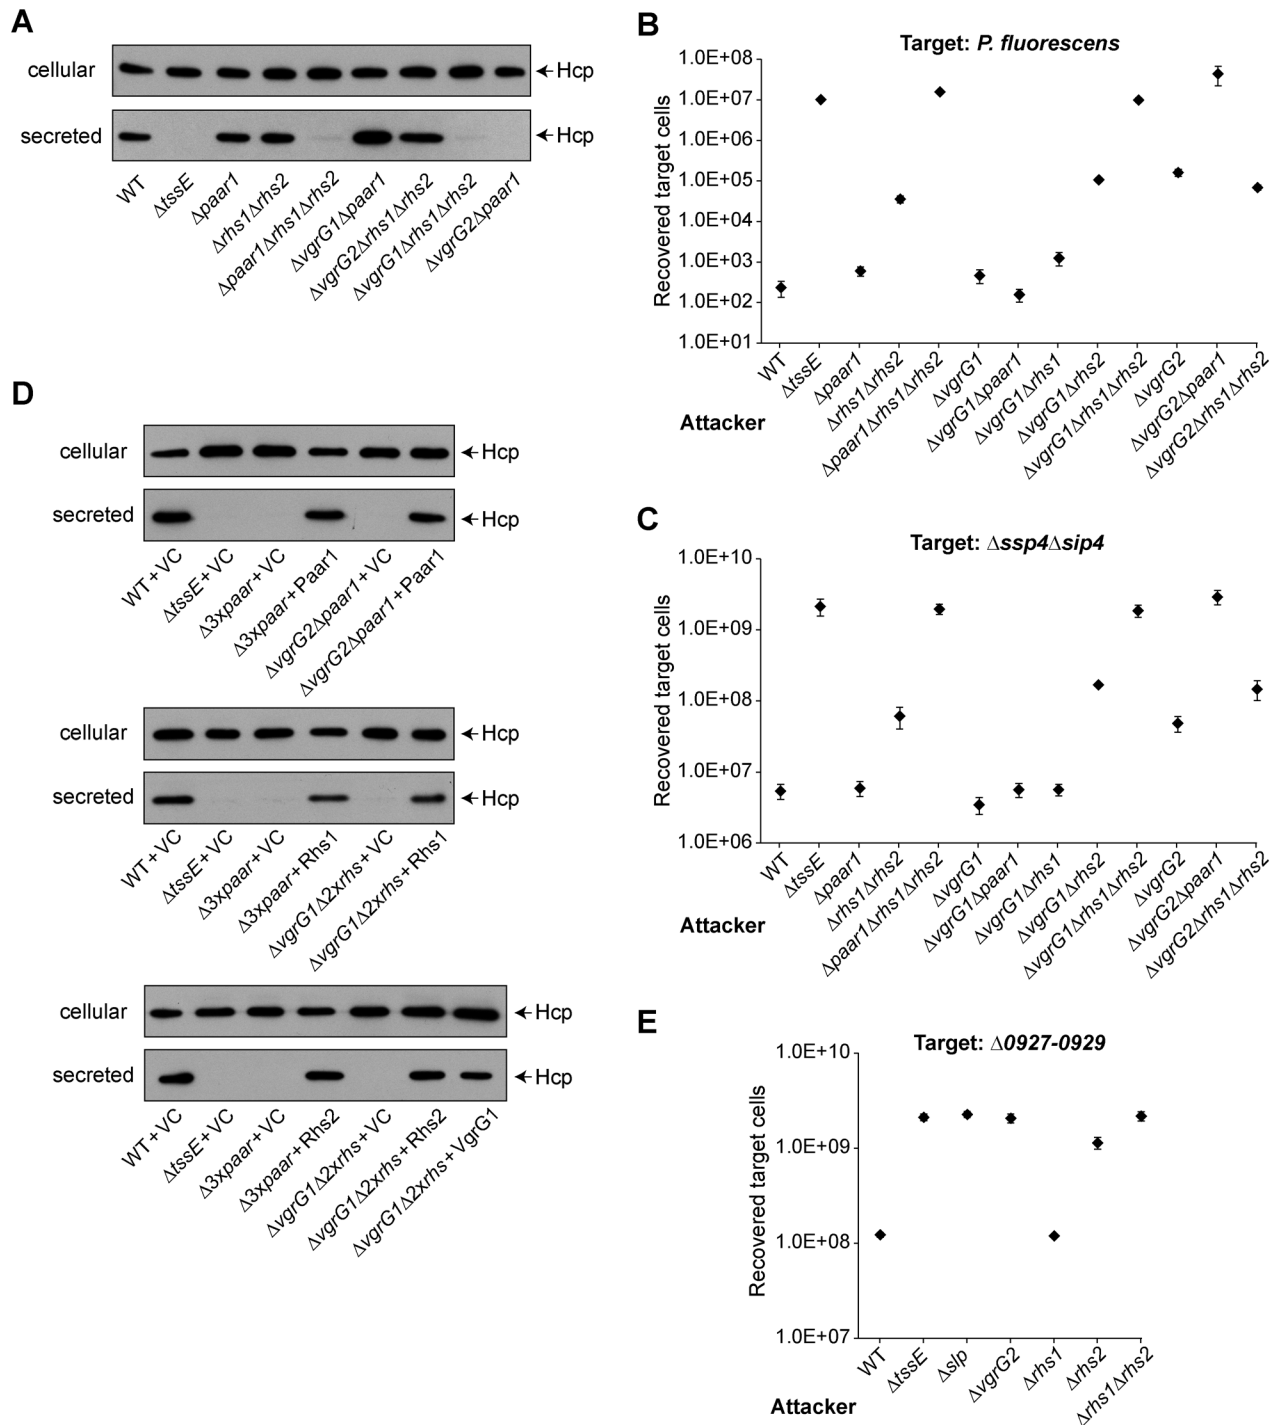 A
cellular
Hcp
secreted
Hcp
WT
ΔtssE
Δpaar1
Δrhs1Δrhs2
Δpaar1Δrhs1Δrhs2
ΔvgrG1Δpaar1
ΔvgrG2Δrhs1Δrhs2
ΔvgrG1Δrhs1Δrhs2
ΔvgrG2Δpaar1
B
Target: P. fluorescens
Recovered target cells
1.0E+08
1.0E+07
1.0E+06
1.0E+05
1.0E+04
1.0E+03
1.0E+02
1.0E+01
WT
ΔtssE
Δpaar1
Δrhs1Δrhs2
Δpaar1Δrhs1Δrhs2
ΔvgrG1
ΔvgrG1Δpaar1
ΔvgrG1Δrhs1
ΔvgrG1Δrhs2
ΔvgrG1Δrhs1Δrhs2
ΔvgrG2
ΔvgrG2Δpaar1
ΔvgrG2Δrhs1Δrhs2
Attacker
C
Target: Δssp4Δsip4
Recovered target cells
1.0E+10
1.0E+09
1.0E+08
1.0E+07
1.0E+06
WT
ΔtssE
Δpaar1
Δrhs1Δrhs2
Δpaar1Δrhs1Δrhs2
ΔvgrG1
ΔvgrG1Δpaar1
ΔvgrG1Δrhs1
ΔvgrG1Δrhs2
ΔvgrG1Δrhs1Δrhs2
ΔvgrG2
ΔvgrG2Δpaar1
ΔvgrG2Δrhs1Δrhs2
Attacker
D
cellular
Hcp
secreted
Hcp
WT+VC
ΔtssE+VC
Δ3xpaar+VC
Δ3xpaar+Paar1
ΔvgrG2Δpaar1+VC
ΔvgrG2Δpaar1+Paar1
cellular
Hcp
secreted
Hcp
WT+VC
ΔtssE+VC
Δ3xpaar+VC
Δ3xpaar+Rhs1
ΔvgrG1Δ2xrhs+VC
ΔvgrG1Δ2xrhs+Rhs1
cellular
Hcp
secreted
Hcp
WT+VC
ΔtssE+VC
Δ3xpaar+VC
Δ3xpaar+Rhs2
ΔvgrG1Δ2xrhs+VC
ΔvgrG1Δ2xrhs+Rhs2
ΔvgrG1Δ2xrhs+VgrG1
E
Target: Δ0927-0929
Recovered target cells
1.0E+10
1.0E+09
1.0E+08
1.0E+07
WT
ΔtssE
Δslp
ΔvgrG2
Δrhs1
Δrhs2
Δrhs1Δrhs2
Attacker